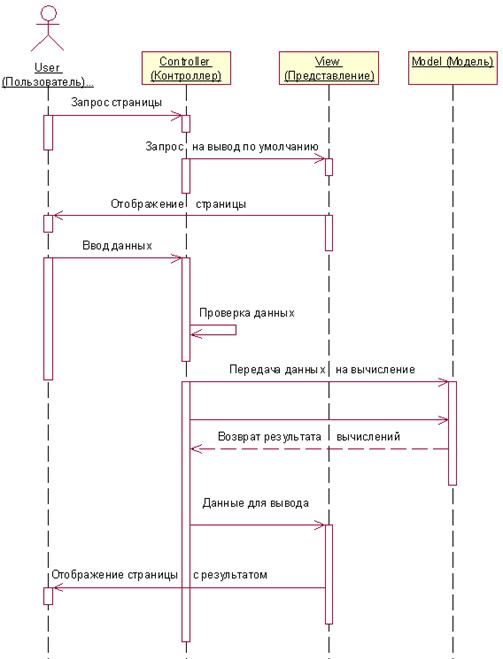 User
(Пользователь)...
Controller
(Контроллер)
View
(Представление)
Model (Модель)
Запрос страницы
Запрос на вывод по умолчанию
Отображение страницы
Ввод данных
Проверка данных
Передача данных на вычисление
Возврат результата вычислений
Данные для вывода
Отображение страницы с результатом